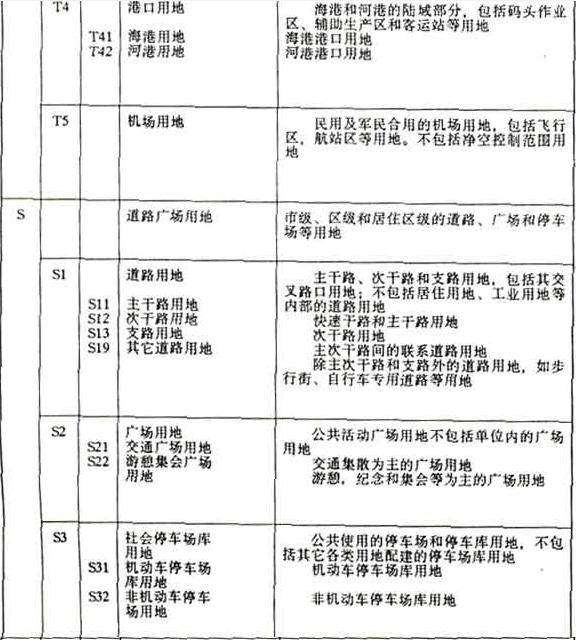 T4 港口用地 海港和河港的陆域部分，包括码头作业
区、辅助生产区和客运站等用地
T41 海港用地 海港港口用地
T42 河港用地 河港港口用地
T5 机场用地 民用及军民合用的机场用地，包括飞行
区，航站区等用地。不包括净空控制范围用
地
S 道路广场用地 市级、区级和居住区级的道路、广场和停车
场等用地
S1 道路用地 主干路、次干路和支路用地，包括其交
叉路口用地；不包括居住用地、工业用地等
S11 主干路用地 内部的道路用地
S12 次干路用地 快速干路和主干路用地
S13 支路用地 次干路用地
S19 其它道路用地 主次干路间的联系道路用地
除主次干路和支路外的道路用地，如步
行街、自行车专用道路等用地
S2 广场用地 公共活动广场用地不包括单位内的广场
S21 交通广场用地 用地
S22 游憩集会广场 交通集散为主的广场用地
用地 游憩，纪念和集会等为主的广场用地
S3 社会停车场库 公共使用的停车场和停车库用地，不包
用地 括其它各类用地配建的停车场库用地
S31 机动车停车场 机动车停车场库用地
库用地
S32 非机动车停车 非机动车停车场库用地
场用地